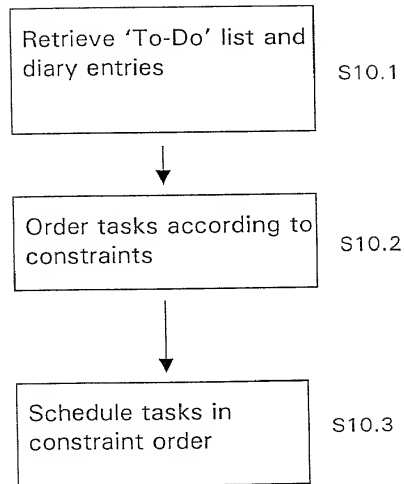 Retrieve 'To-Do' list and
diary entries
S10.1
Order tasks according to
constraints
S10.2
Schedule tasks in
constraint order
S10.3